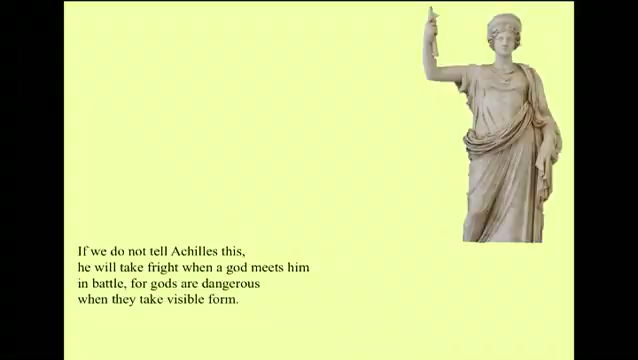 If we do not tell Achilles this,
he will take fright when a god meets him
in battle, for gods are dangerous
when they take visible form.